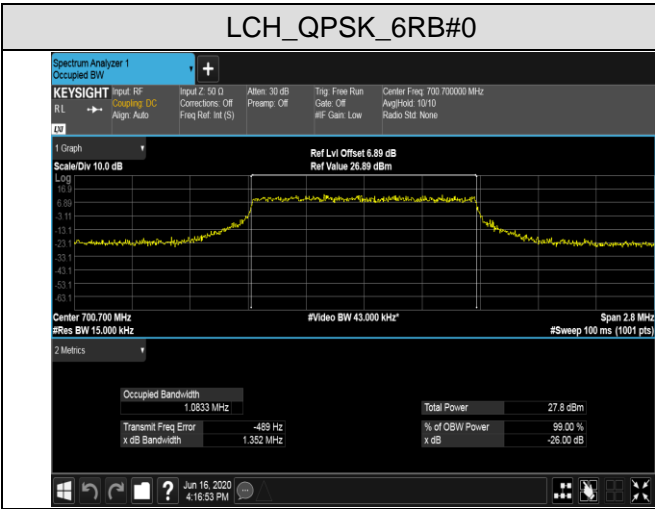 LCH_QPSK_6RB#0
Spectrum Analyzer 1
Occupied BW
+
KEYSIGHT Input: RF Input Z: 50 Ω Atten: 30 dB Trig: Free Run Center Freq: 700.700000 MHz
RL Coupling: DC Corrections: Off Preamp: Off Gate: Off Avg|Hold: 10/10
Align: Auto Freq Ref: Int (S) #IF Gain: Low Radio Std: None
LXI
1 Graph Ref Lvl Offset 6.89 dB
Scale/Div 10.0 dB Ref Value 26.89 dBm
Log
16.9
6.89
-3.11
-13.1
-23.1
-33.1
-43.1
-53.1
-63.1
Center 700.700 MHz #Video BW 43.000 kHz* Span 2.8 MHz
#Res BW 15.000 kHz #Sweep 100 ms (1001 pts)
2 Metrics
Occupied Bandwidth
1.0833 MHz Total Power 27.8 dBm
Transmit Freq Error -489 Hz % of OBW Power 99.00 %
x dB Bandwidth 1.352 MHz x dB -26.00 dB
? Jun 16, 2020
4:16:53 PM